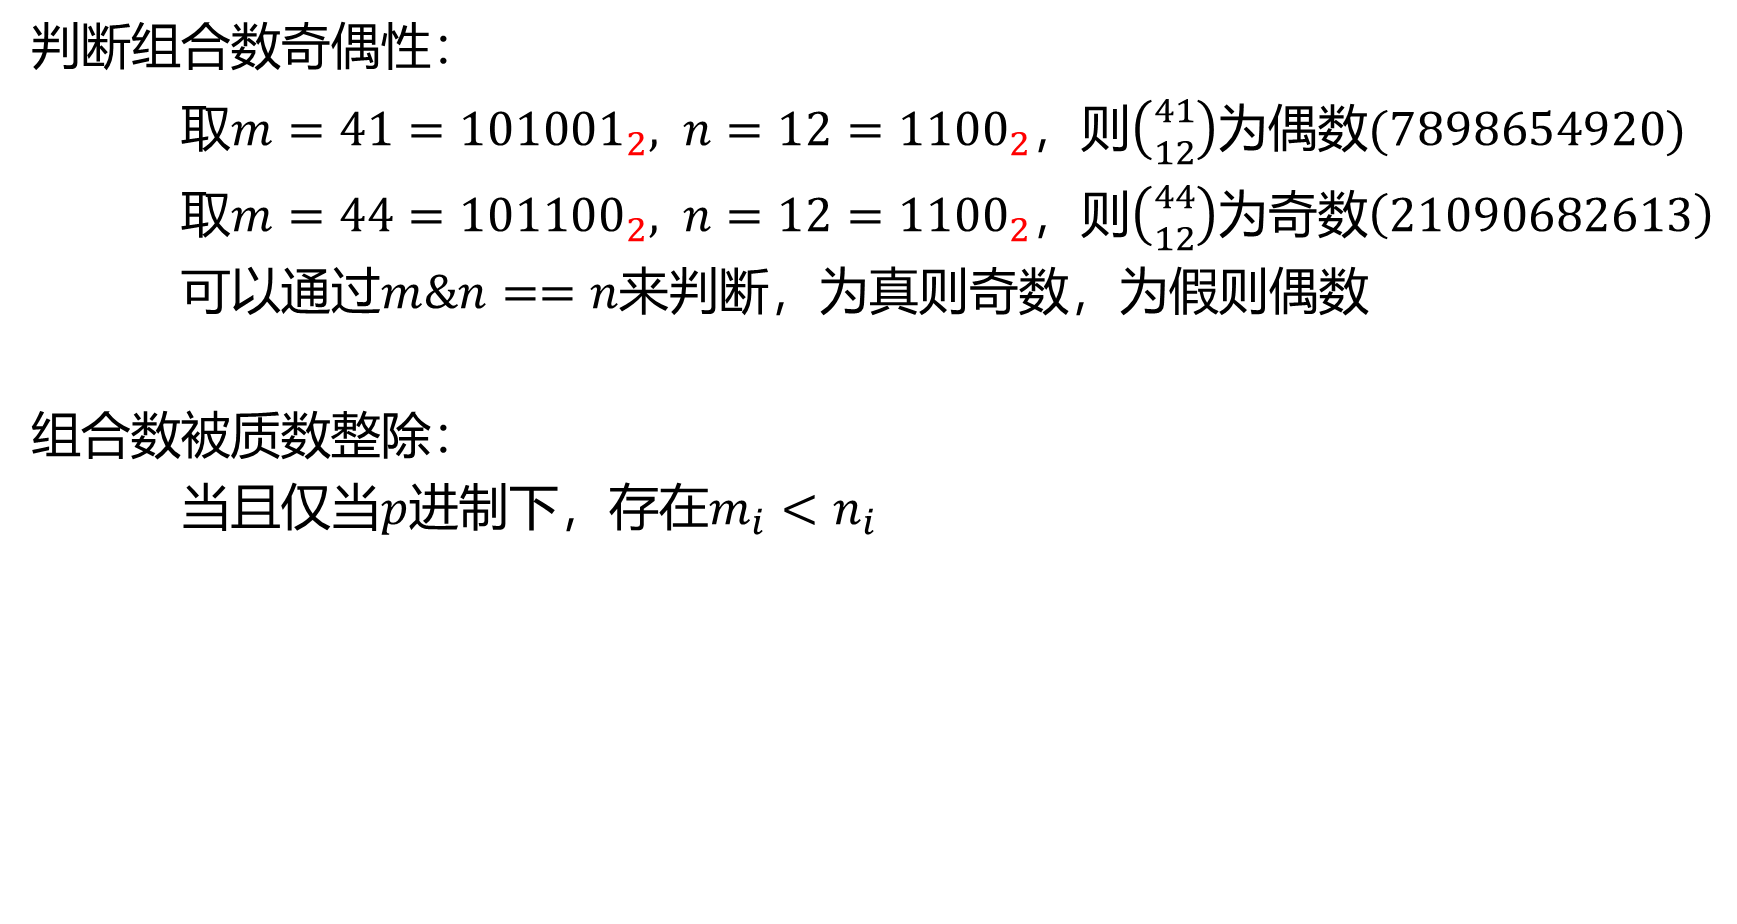 判断组合数奇偶性：
取m = 41 = 101001₂, n = 12 = 1100₂，则(41 12)为偶数(7898654920)
取m = 44 = 101100₂, n = 12 = 1100₂，则(44 12)为奇数(21090682613)
可以通过m&n == n来判断，为真则奇数，为假则偶数
组合数被质数整除：
当且仅当p进制下，存在mᵢ < nᵢ